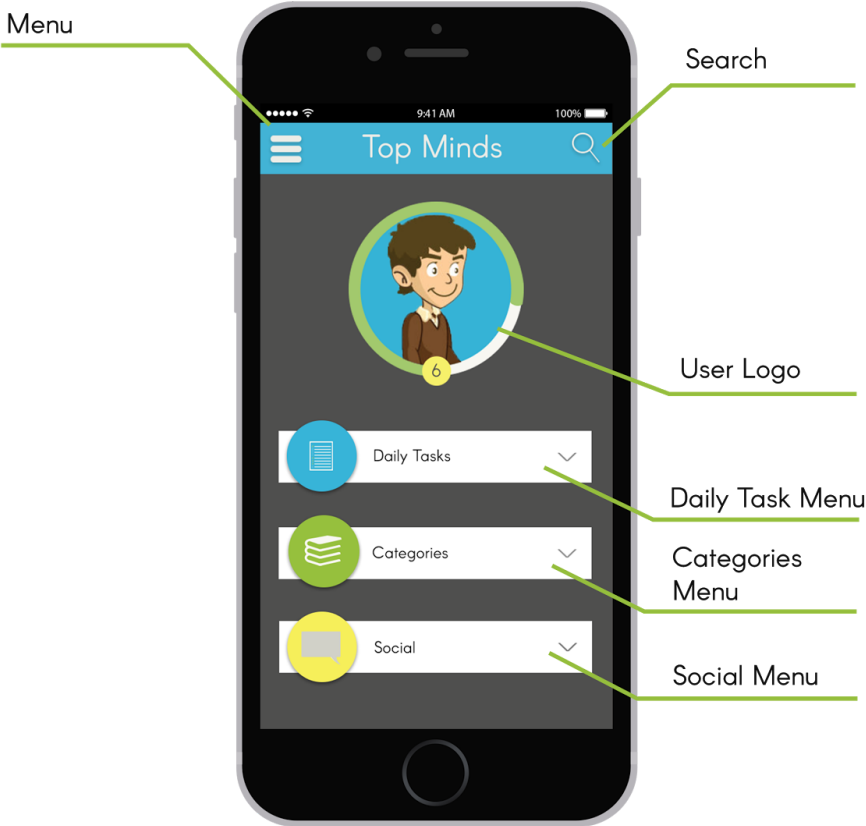 Menu
Search
9:41 AM
100%
Top Minds
6
User Logo
Daily Tasks
Daily Task Menu
Categories
Categories
Menu
Social
Social Menu